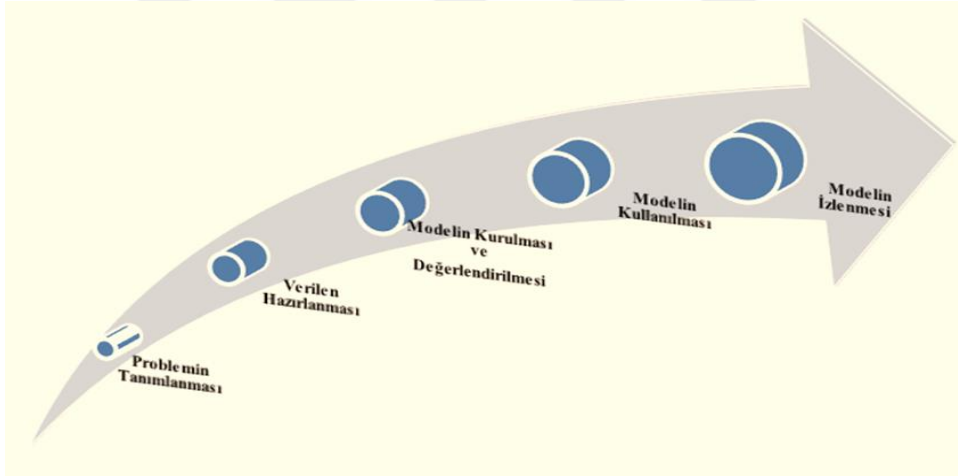 Problemin
Tanımlanması
Verilen
Hazırlanması
Modelin Kurulması
ve
Değerlendirilmesi
Modelin
Kullanılması
Modelin
İzlenmesi